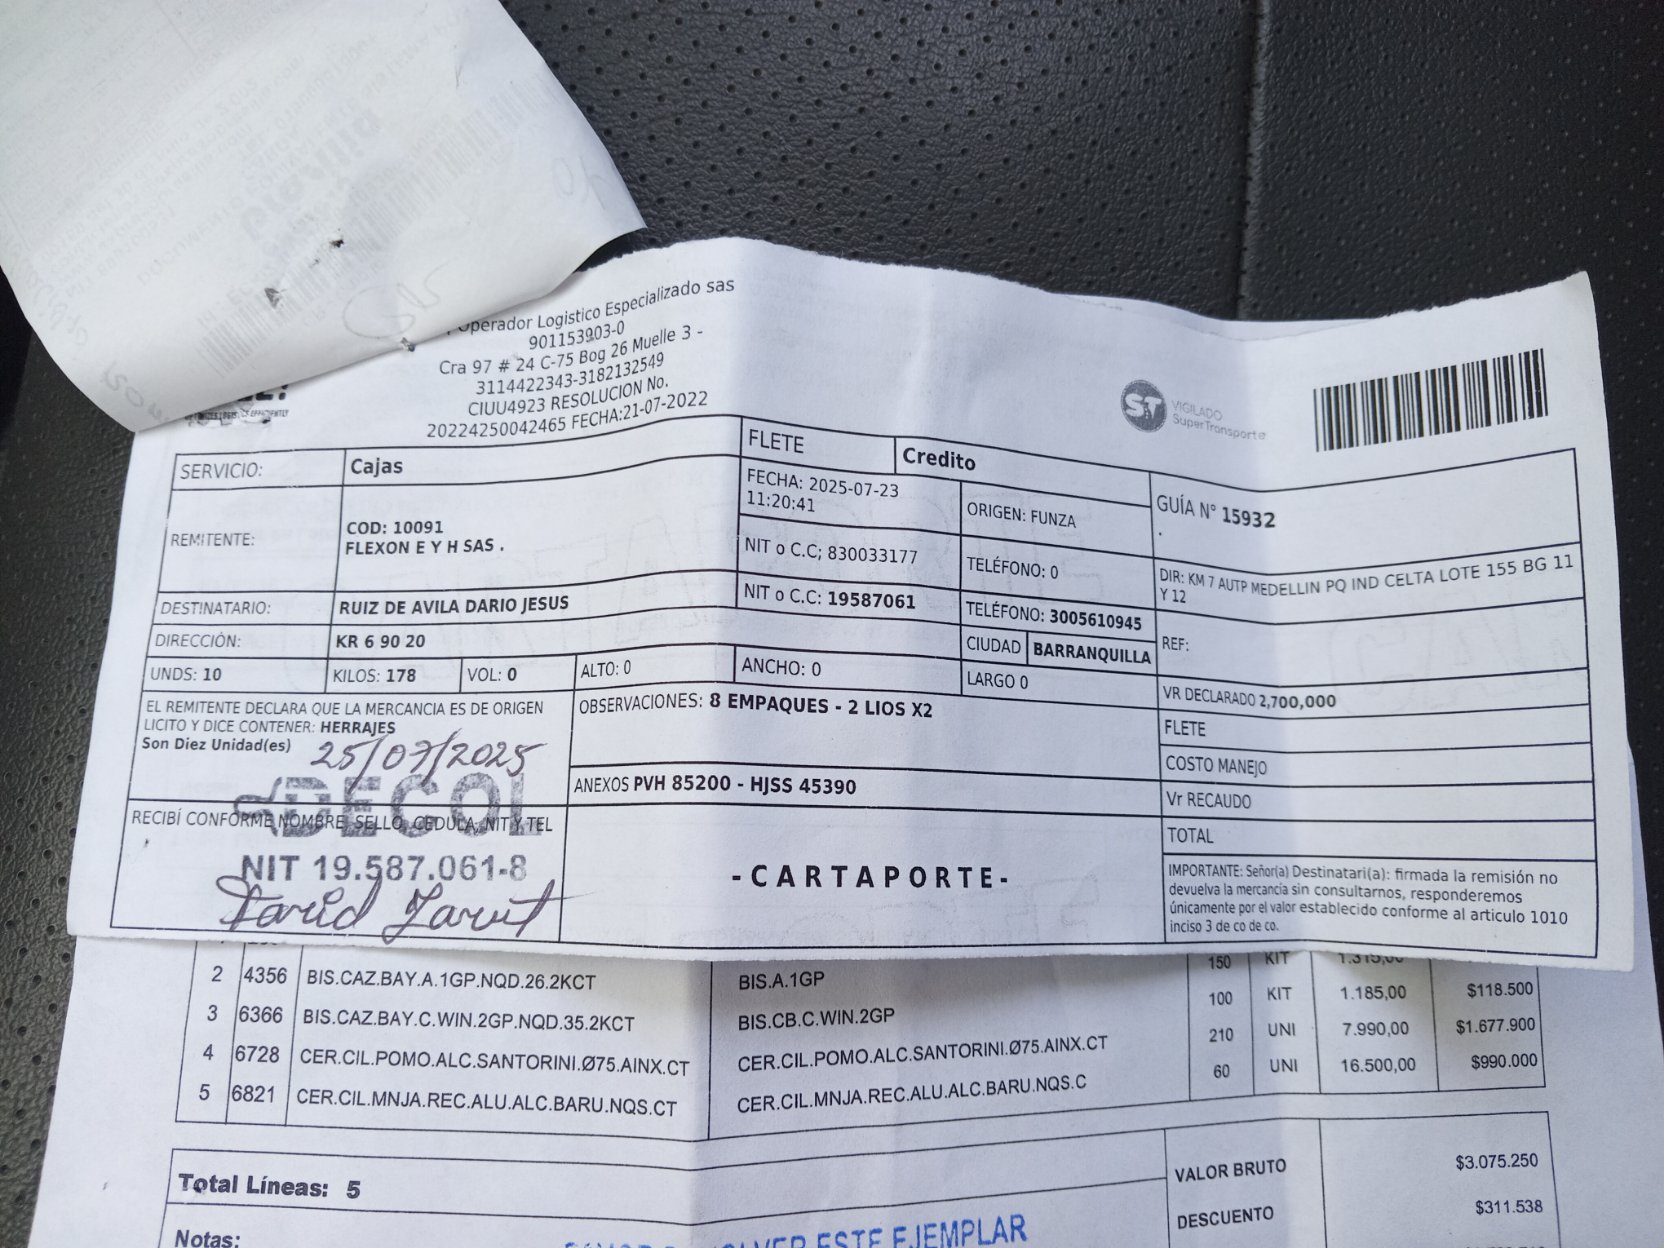 Operador Logistico Especializado sas
901153903-0
Cra 97 # 24 C-75 Bog 26 Muelle 3 -
3114422343-3182132549
CIUU4923 RESOLUCION No.
20224250042465 FECHA:21-07-2022
ST VIGILADO
SuperTransporte
SERVICIO: Cajas
FLETE Credito
REMITENTE: COD: 10091
FLEXON E Y H SAS .
FECHA: 2025-07-23
11:20:41
ORIGEN: FUNZA
GUÍA N° 15932
.
NIT o C.C; 830033177
TELÉFONO: 0
DIR: KM 7 AUTP MEDELLIN PQ IND CELTA LOTE 155 BG 11
Y 12
DESTINATARIO: RUIZ DE AVILA DARIO JESUS
NIT o C.C: 19587061
TELÉFONO: 3005610945
DIRECCIÓN: KR 6 90 20
CIUDAD BARRANQUILLA
REF:
UNDS: 10 KILOS: 178 VOL: 0 ALTO: 0 ANCHO: 0 LARGO 0
VR DECLARADO 2,700,000
EL REMITENTE DECLARA QUE LA MERCANCIA ES DE ORIGEN
LICITO Y DICE CONTENER: HERRAJES
Son Diez Unidad(es)
25/07/2025
OBSERVACIONES: 8 EMPAQUES - 2 LIOS X2
FLETE
COSTO MANEJO
ANEXOS PVH 85200 - HJSS 45390
Vr RECAUDO
TOTAL
DECOL
RECIBÍ CONFORME NOMBRE, SELLO, CEDULA, NIT Y TEL
NIT 19.587.061-8
David
-CARTAPORTE-
IMPORTANTE: Señor(a) Destinatari(a): firmada la remisión no
devuelva la mercancia sin consultarnos, responderemos
únicamente por el valor establecido conforme al articulo 1010
inciso 3 de co de co.
150 KIT 1.315,00
2 4356 BIS.CAZ.BAY.A.1GP.NQD.26.2KCT BIS.A.1GP 100 KIT 1.185,00 $118.500
3 6366 BIS.CAZ.BAY.C.WIN.2GP.NQD.35.2KCT BIS.CB.C.WIN.2GP 210 UNI 7.990,00 $1.677.900
4 6728 CER.CIL.POMO.ALC.SANTORINI.Ø75.AINX.CT CER.CIL.POMO.ALC.SANTORINI.Ø75.AINX.CT 60 UNI 16.500,00 $990.000
5 6821 CER.CIL.MNJA.REC.ALU.ALC.BARU.NQS.CT CER.CIL.MNJA.REC.ALU.ALC.BARU.NQS.C
Total Líneas: 5
VALOR BRUTO $3.075.250
DESCUENTO $311.538
Notas:
ESTE EJEMPLAR